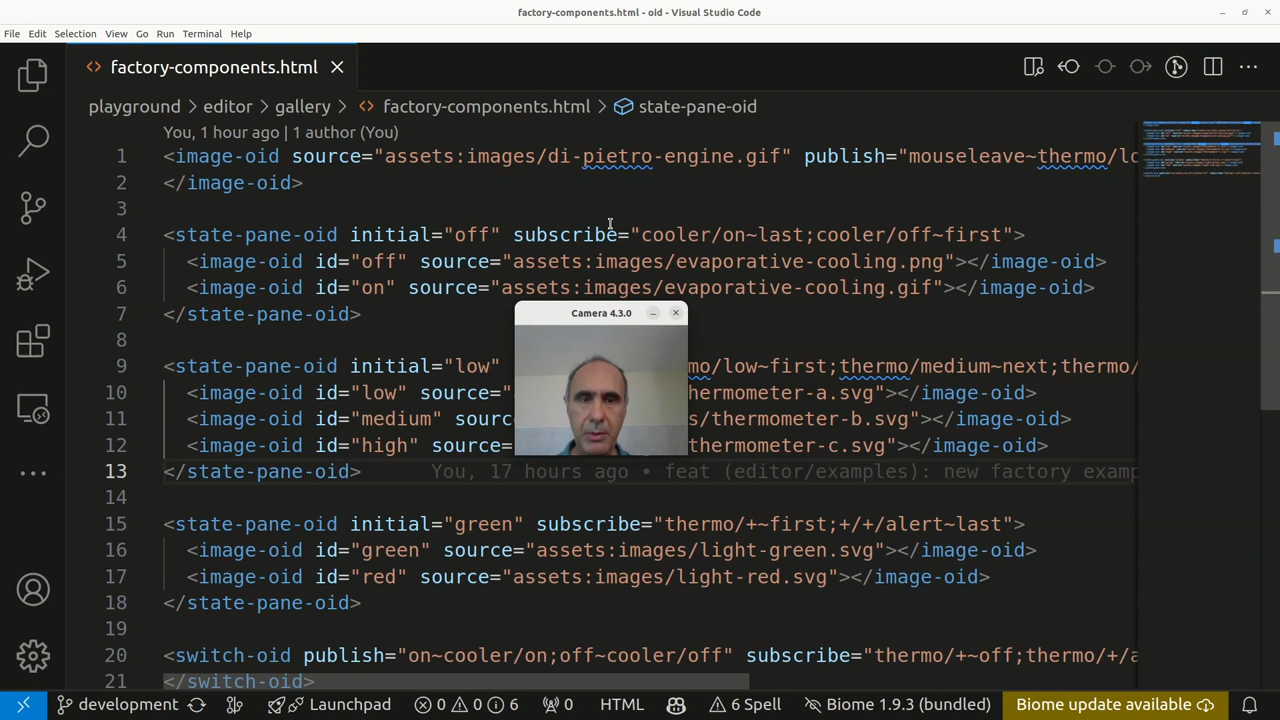 factory-components.html - oid - Visual Studio Code
File Edit Selection View Go Run Terminal Help
factory-components.html
playground editor gallery factory-components.html state-pane-oid
You, 1 hour ago | 1 author (You)
1 <image-oid source="assets:images/di-pietro-engine.gif" publish="mouseleave~thermo/lo
2 </image-oid>
3
4 <state-pane-oid initial="off" subscribe="cooler/on~last;cooler/off~first">
5 <image-oid id="off" source="assets:images/evaporative-cooling.png"></image-oid>
6 <image-oid id="on" source="assets:images/evaporative-cooling.gif"></image-oid>
7 </state-pane-oid>
8
Camera 4.3.0
9 <state-pane-oid initial="low" mo/low~first;thermo/medium~next;thermo/
10 <image-oid id="low" source= thermometer-a.svg"></image-oid>
11 <image-oid id="medium" sourc s/thermometer-b.svg"></image-oid>
12 <image-oid id="high" source= thermometer-c.svg"></image-oid>
13 </state-pane-oid> You, 17 hours ago • feat (editor/examples): new factory examp
14
15 <state-pane-oid initial="green" subscribe="thermo/+~first;+/+/alert~last">
16 <image-oid id="green" source="assets:images/light-green.svg"></image-oid>
17 <image-oid id="red" source="assets:images/light-red.svg"></image-oid>
18 </state-pane-oid>
19
20 <switch-oid publish="on~cooler/on;off~cooler/off" subscribe="thermo/+~off;thermo/+/a
21 </switch-oid>
development Launchpad 0 0 6 0 HTML 6 Spell Biome 1.9.3 (bundled) Biome update available